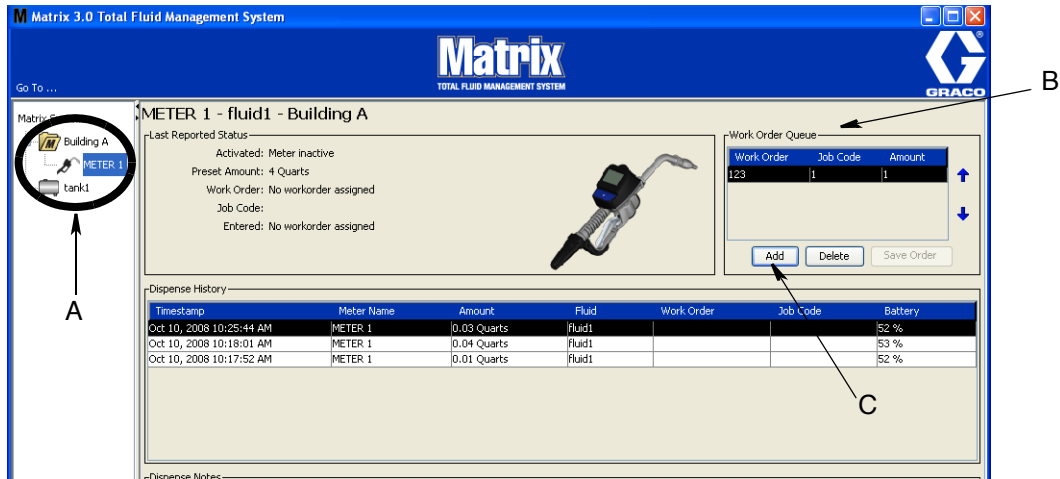 M Matrix 3.0 Total Fluid Management System
Matrix
TOTAL FLUID MANAGEMENT SYSTEM
Go To ...
GRACO
B
METER 1 - fluid1 - Building A
Building A
METER 1
tank1
A
Last Reported Status
Activated: Meter inactive
Preset Amount: 4 Quarts
Work Order: No workorder assigned
Job Code:
Entered: No workorder assigned
Work Order Queue
Work Order Job Code Amount
123 1 1
Add Delete Save Order
Dispense History
Timestamp Meter Name Amount Fluid Work Order Job Code Battery
Oct 10, 2008 10:25:44 AM METER 1 0.03 Quarts fluid1 52 %
Oct 10, 2008 10:18:01 AM METER 1 0.04 Quarts fluid1 53 %
Oct 10, 2008 10:17:52 AM METER 1 0.01 Quarts fluid1 52 %
C
Dispense Notes